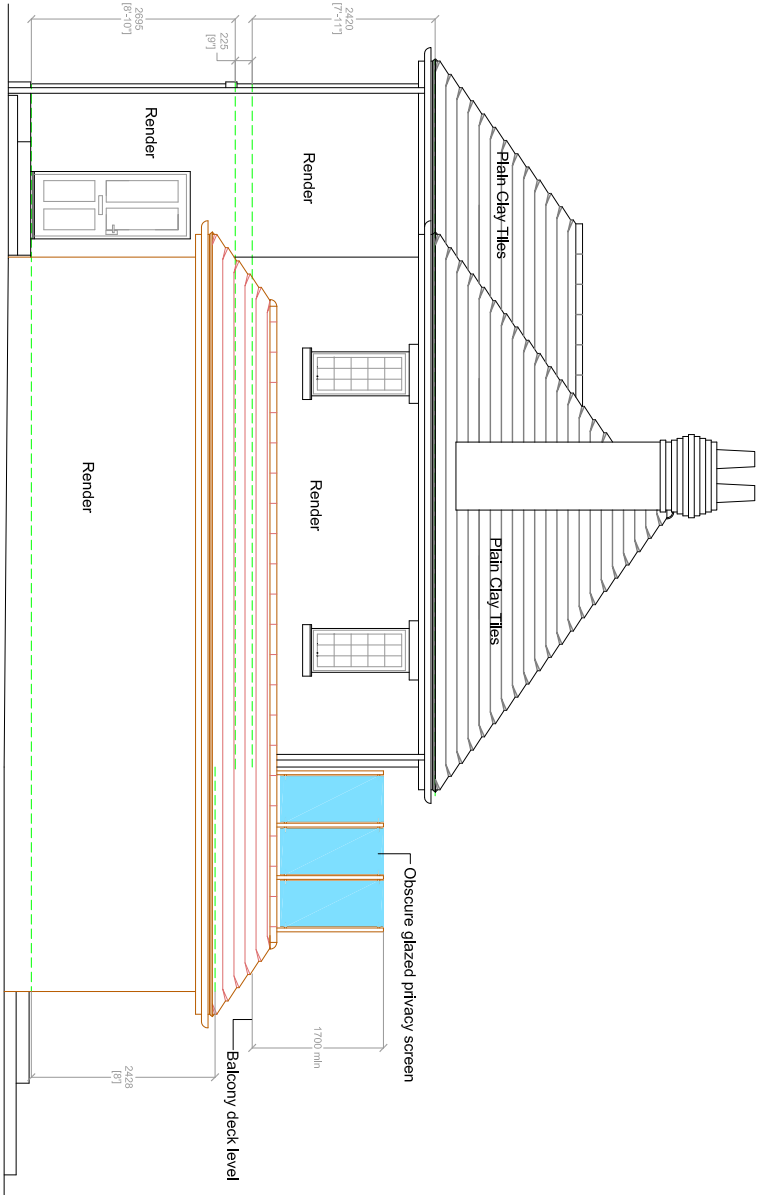 2420
[7'-11"]
225
[9"]
2695
[8'-10"]
Plain Clay Tiles
Render
Render
Plain Clay Tiles
Render
Render
Obscure glazed privacy screen
1700 min
Balcony deck level
2428
[8']